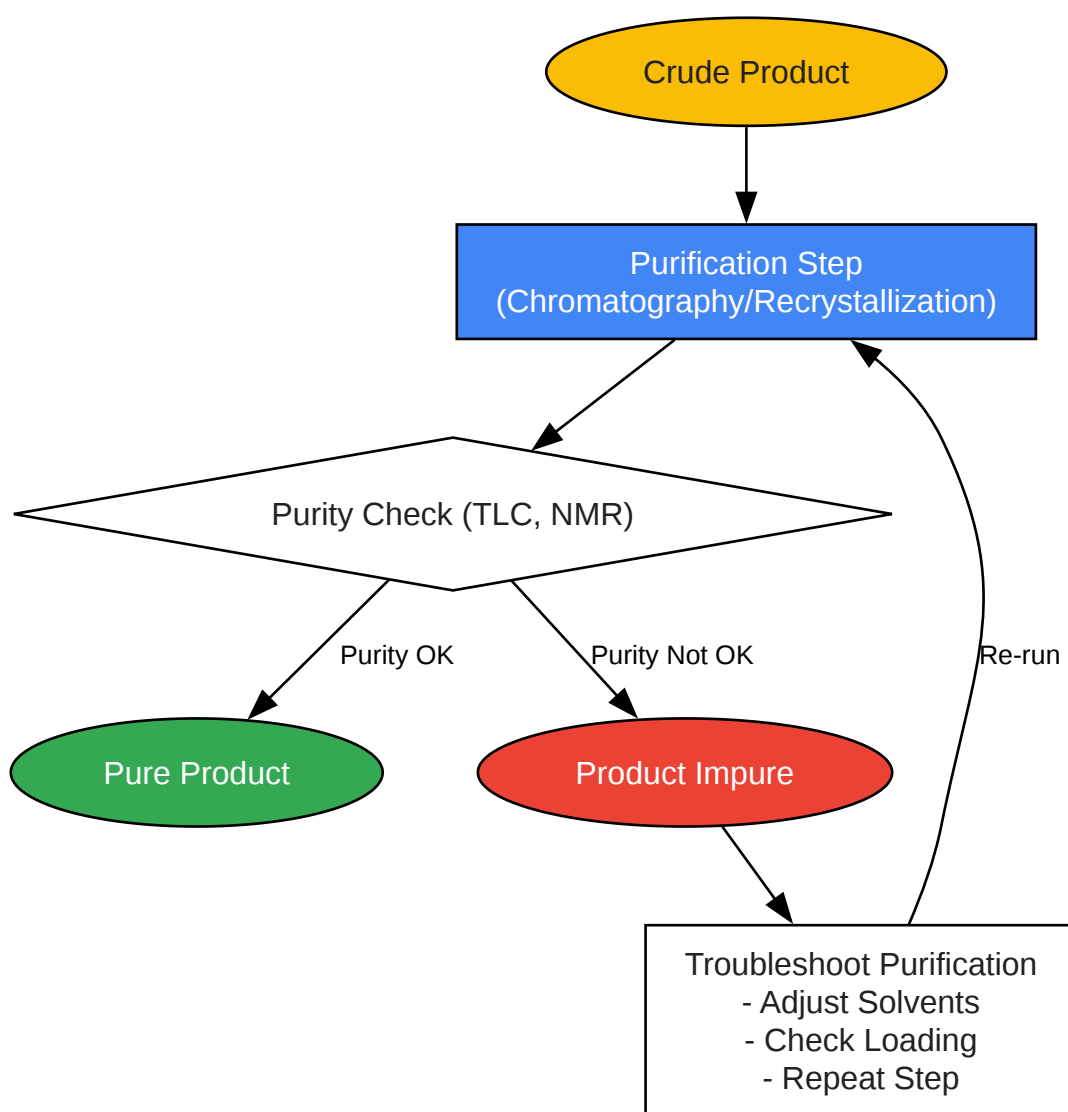 Crude Product
Purification Step
(Chromatography/Recrystallization)
Purity Check (TLC, NMR)
Purity OK
Purity Not OK
Re-run
Pure Product
Product Impure
Troubleshoot Purification
- Adjust Solvents
- Check Loading
- Repeat Step